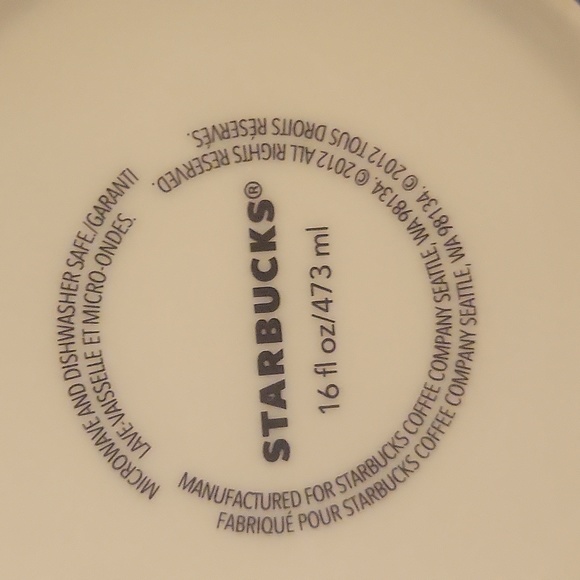 STARBUCKS®
16 fl oz/473 ml
MICROWAVE AND DISHWASHER SAFE./GARANTI
LAVE-VAISSELLE ET MICRO-ONDES.
MANUFACTURED FOR STARBUCKS COFFEE COMPANY SEATTLE, WA 98134. ©2012 ALL RIGHTS RESERVED.
FABRIQUÉ POUR STARBUCKS COFFEE COMPANY SEATTLE, WA 98134. © 2012 TOUS DROITS RÉSERVÉS.